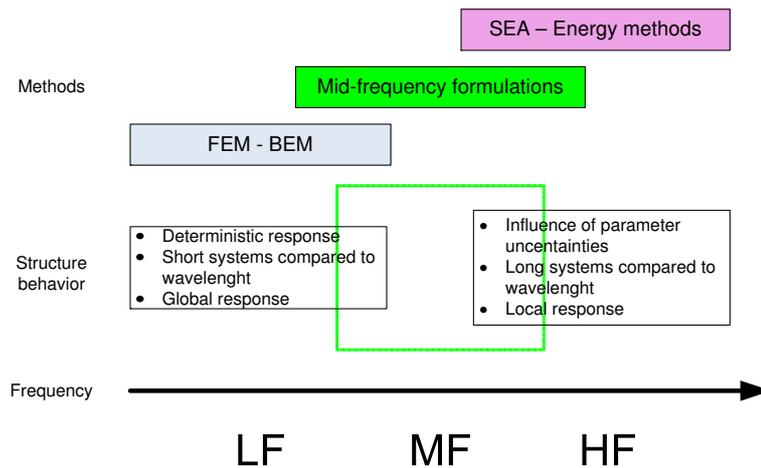 SEA – Energy methods
Methods
Mid-frequency formulations
FEM - BEM
Structure
behavior
• Deterministic response
• Short systems compared to
wavelenght
• Global response
• Influence of parameter
uncentainties
• Long systems compared to
wavelenght
• Local response
Frequency
LF
MF
HF